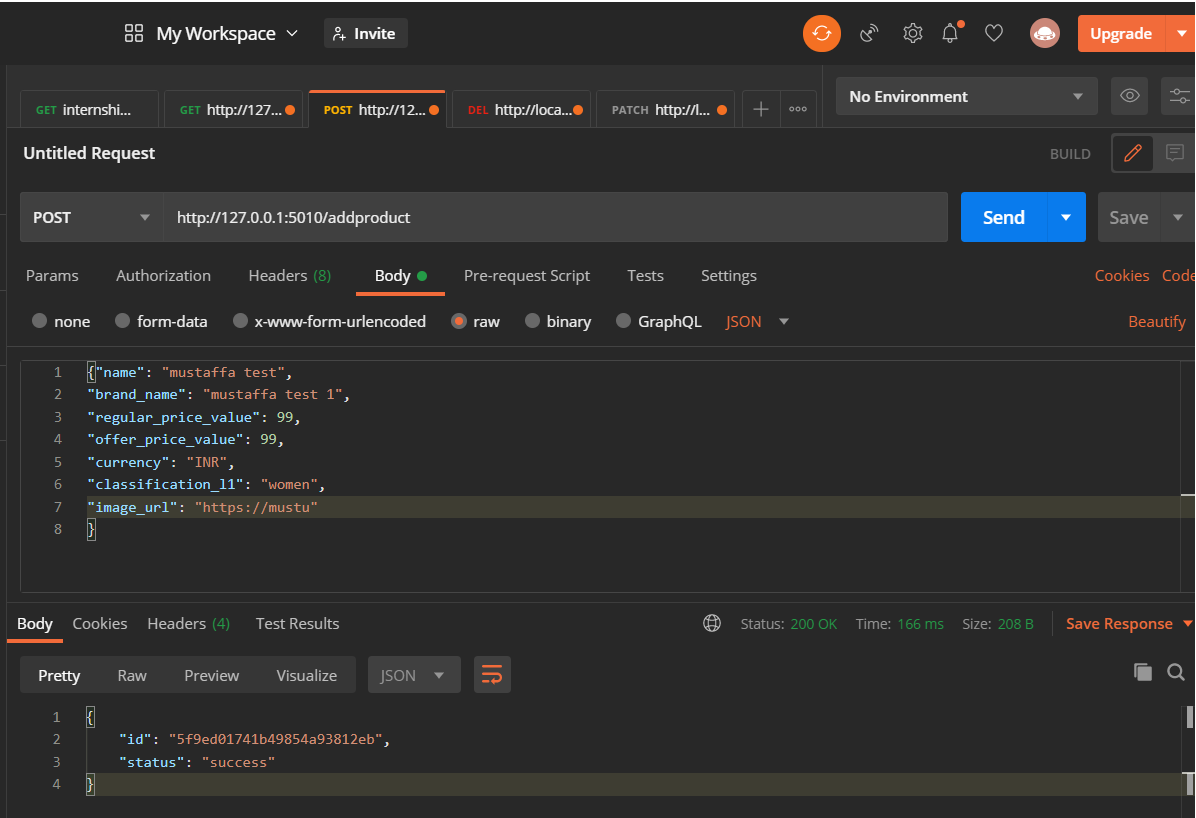 My Workspace Invite Upgrade
GET internshi... GET http://127... POST http://12... DEL http://loca... PATCH http://l... No Environment
Untitled Request BUILD
POST http://127.0.0.1:5010/addproduct Send Save
Params Authorization Headers (8) Body Pre-request Script Tests Settings Cookies Code
none form-data x-www-form-urlencoded raw binary GraphQL JSON Beautify
1 {"name": "mustaffa test",
2 "brand_name": "mustaffa test 1",
3 "regular_price_value": 99,
4 "offer_price_value": 99,
5 "currency": "INR",
6 "classification_l1": "women",
7 "image_url": "https://mustu"
8 }
Body Cookies Headers (4) Test Results Status: 200 OK Time: 166 ms Size: 208 B Save Response
Pretty Raw Preview Visualize JSON
1 {
2 "id": "5f9ed01741b49854a93812eb",
3 "status": "success"
4 }